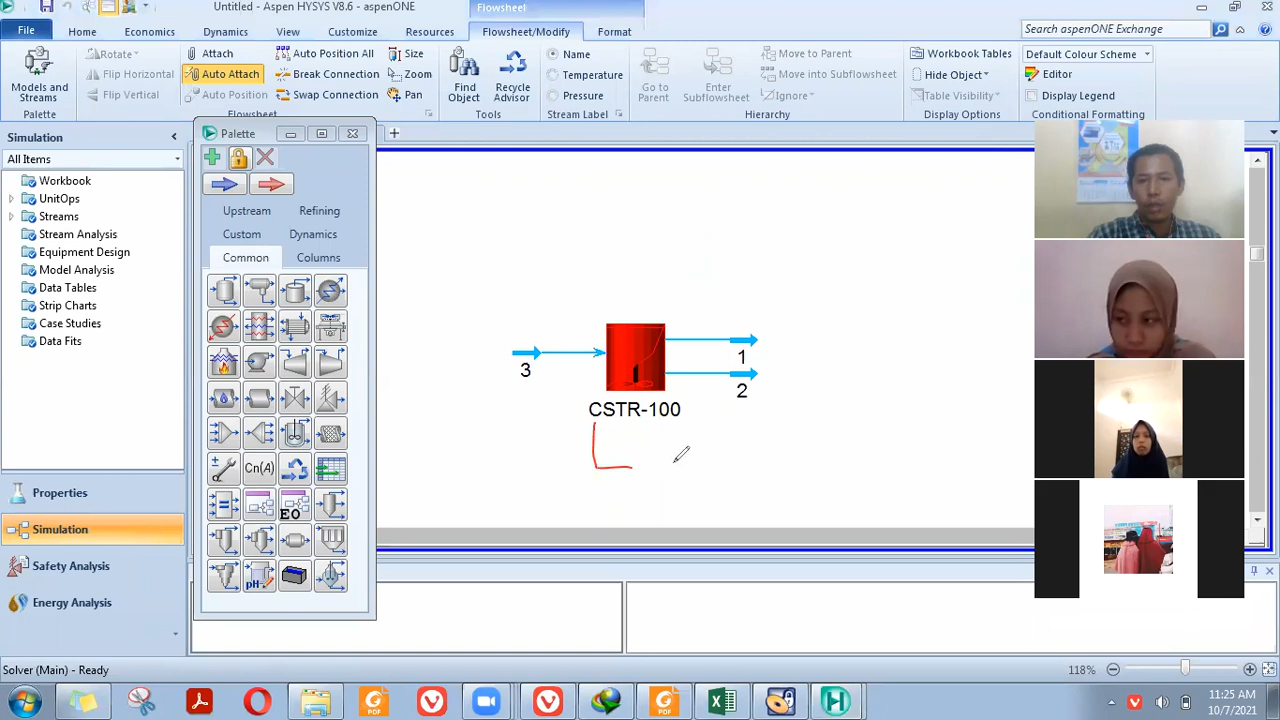 Untitled - Aspen HYSYS V8.6 - aspenONE
Flowsheet
File
Home
Economics
Dynamics
View
Customize
Resources
Flowsheet/Modify
Format
Search aspenONE Exchange
Models and Streams
Palette
Rotate
Flip Horizontal
Flip Vertical
Attach
Auto Attach
Auto Position
Auto Position All
Break Connection
Swap Connection
Size
Zoom
Pan
Flowsheet
Find Object
Recycle Advisor
Tools
Name
Temperature
Pressure
Stream Label
Go to Parent
Enter Subflowsheet
Move to Parent
Move into Subflowsheet
Ignore
Hierarchy
Workbook Tables
Hide Object
Table Visibility
Display Options
Default Colour Scheme
Editor
Display Legend
Conditional Formatting
Simulation
All Items
Workbook
UnitOps
Streams
Stream Analysis
Equipment Design
Model Analysis
Data Tables
Strip Charts
Case Studies
Data Fits
Properties
Simulation
Safety Analysis
Energy Analysis
Palette
Upstream
Refining
Custom
Dynamics
Common
Columns
Cn(A)
EO
pH
3
1
2
CSTR-100
Solver (Main) - Ready
118%
PDF
PDF
11:25 AM
10/7/2021